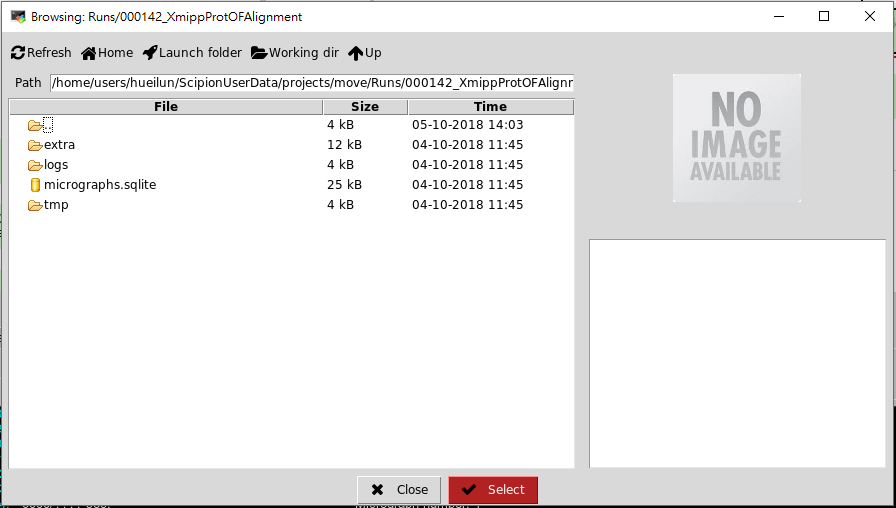 Browsing: Runs/000142_XmippProtOFAlignment
Refresh Home Launch folder Working dir Up
Path /home/users/hueilun/ScipionUserData/projects/move/Runs/000142_XmippProtOFAlignr
File Size Time
.. 4 kB 05-10-2018 14:03
extra 12 kB 04-10-2018 11:45
logs 4 kB 04-10-2018 11:45
micrographs.sqlite 25 kB 04-10-2018 11:45
tmp 4 kB 04-10-2018 11:45
NO
IMAGE
AVAILABLE
Close Select